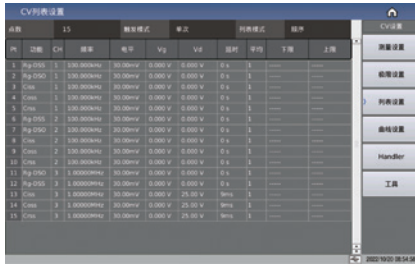 CV列表设置
点数 15 触发模式 单次 列表模式 顺序
Pt 功能 CH 频率 电平 Vg Vd 延时 平均 下限 上限
1 Rg-DSS 1 100.000kHz 30.00mV 0.000 V 0.000 V 0 s 1 ---- ----
2 Rg-DSO 1 100.000kHz 30.00mV 0.000 V 0.000 V 0 s 1 ---- ----
3 Ciss 1 100.000kHz 30.00mV 0.000 V 0.000 V 0 s 1 ---- ----
4 Coss 1 100.000kHz 30.00mV 0.000 V 0.000 V 0 s 1 ---- ----
5 Crss 1 100.000kHz 30.00mV 0.000 V 0.000 V 0 s 1 ---- ----
6 Rg-DSS 2 100.000kHz 30.00mV 0.000 V 0.000 V 0 s 1 ---- ----
7 Rg-DSO 2 100.000kHz 30.00mV 0.000 V 0.000 V 0 s 1 ---- ----
8 Ciss 2 100.000kHz 30.00mV 0.000 V 0.000 V 0 s 1 ---- ----
9 Coss 2 100.000kHz 30.00mV 0.000 V 0.000 V 0 s 1 ---- ----
10 Crss 2 100.000kHz 30.00mV 0.000 V 0.000 V 0 s 1 ---- ----
11 Rg-DSO 3 1.00000MHz 30.00mV 0.000 V 0.000 V 0 s 1 ---- ----
12 Rg-DSS 3 1.00000MHz 30.00mV 0.000 V 0.000 V 0 s 1 ---- ----
13 Ciss 3 1.00000MHz 30.00mV 0.000 V 25.00 V 9ms 1 ---- ----
14 Coss 3 1.00000MHz 30.00mV 0.000 V 25.00 V 9ms 1 ---- ----
15 Crss 3 1.00000MHz 30.00mV 0.000 V 25.00 V 9ms 1 ---- ----
CV设置
测量设置
极限设置
列表设置
曲线设置
Handler
工具
2022/10/20 08:54:58